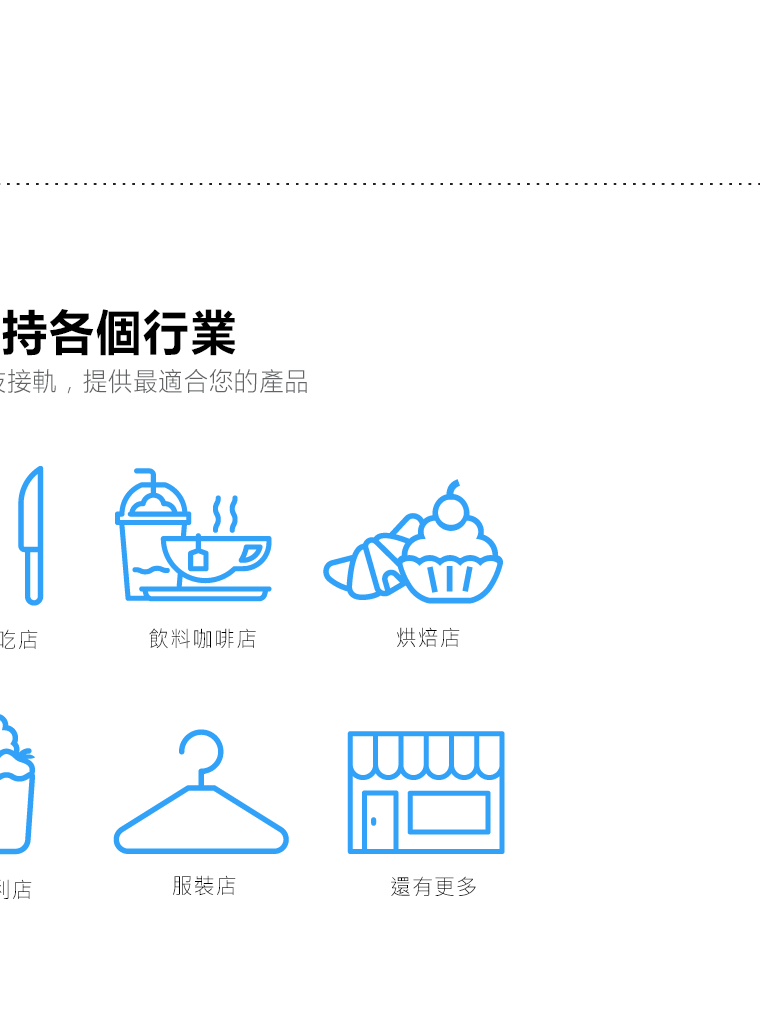 持各個行業
接軌，提供最適合您的產品
吃店
飲料咖啡店
烘焙店
利店
服裝店
還有更多